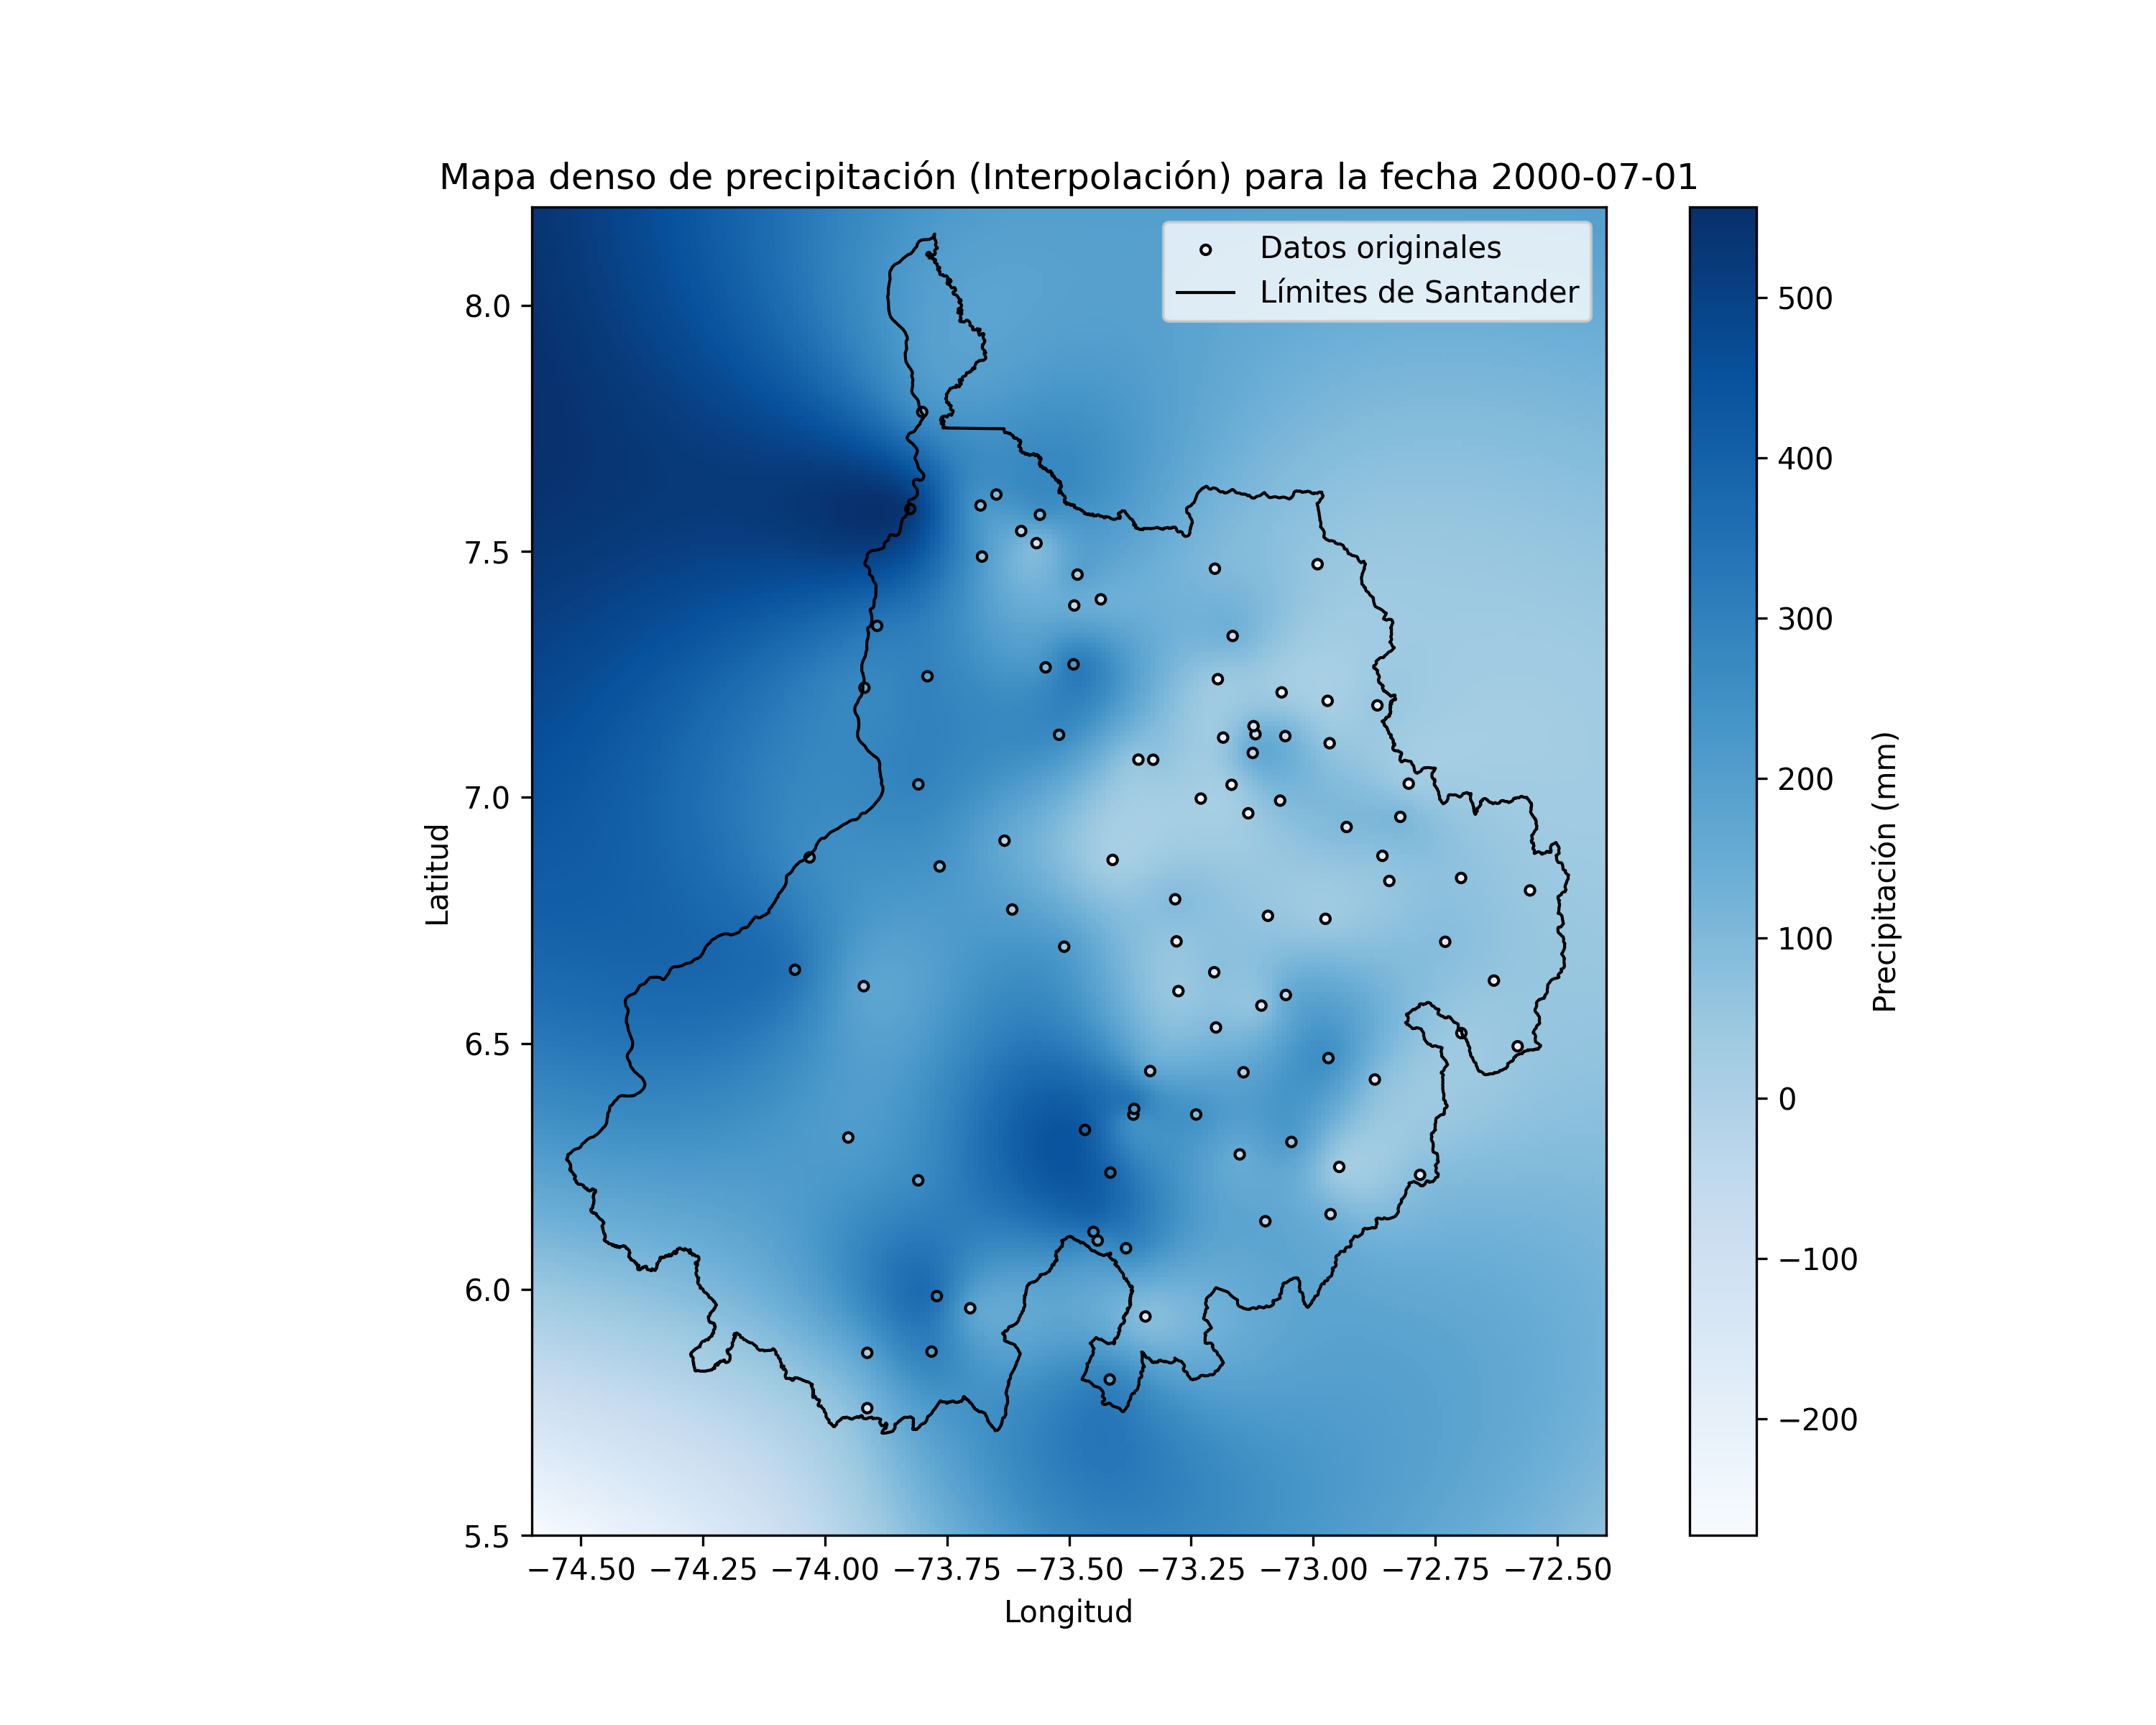 Mapa denso de precipitación (Interpolación) para la fecha 2000-07-01
Datos originales
Límites de Santander
8.0
7.5
7.0
6.5
6.0
5.5
Latitud
−74.50 −74.25 −74.00 −73.75 −73.50 −73.25 −73.00 −72.75 −72.50
Longitud
500
400
300
200
100
0
−100
−200
Precipitación (mm)